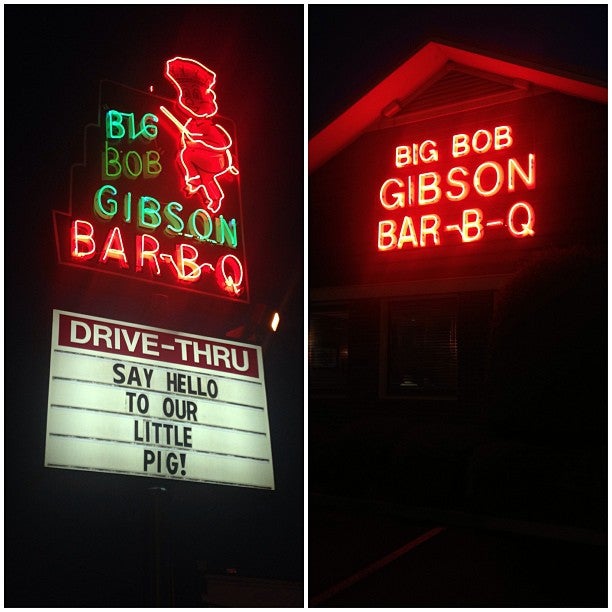 BIG
BOB
GIBSON
BAR-B-Q
DRIVE-THRU
SAY HELLO
TO OUR
LITTLE
PIG!
BIG BOB
GIBSON
BAR-B-Q